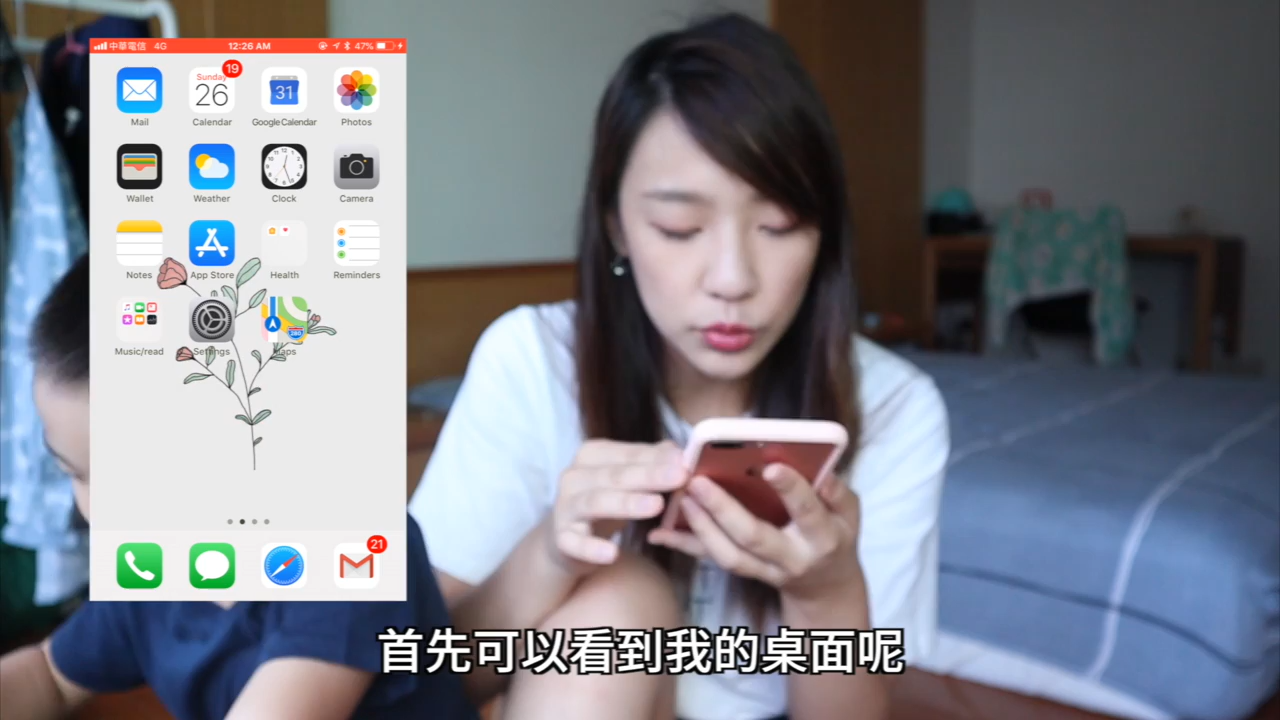 中華電信 4G 12:26 AM 47%
19
Sunday
26
31
Mail Calendar Google Calendar Photos
12
Wallet Weather Clock Camera
Notes App Store Health Reminders
280
Music/read Settings Maps
21
首先可以看到我的桌面呢